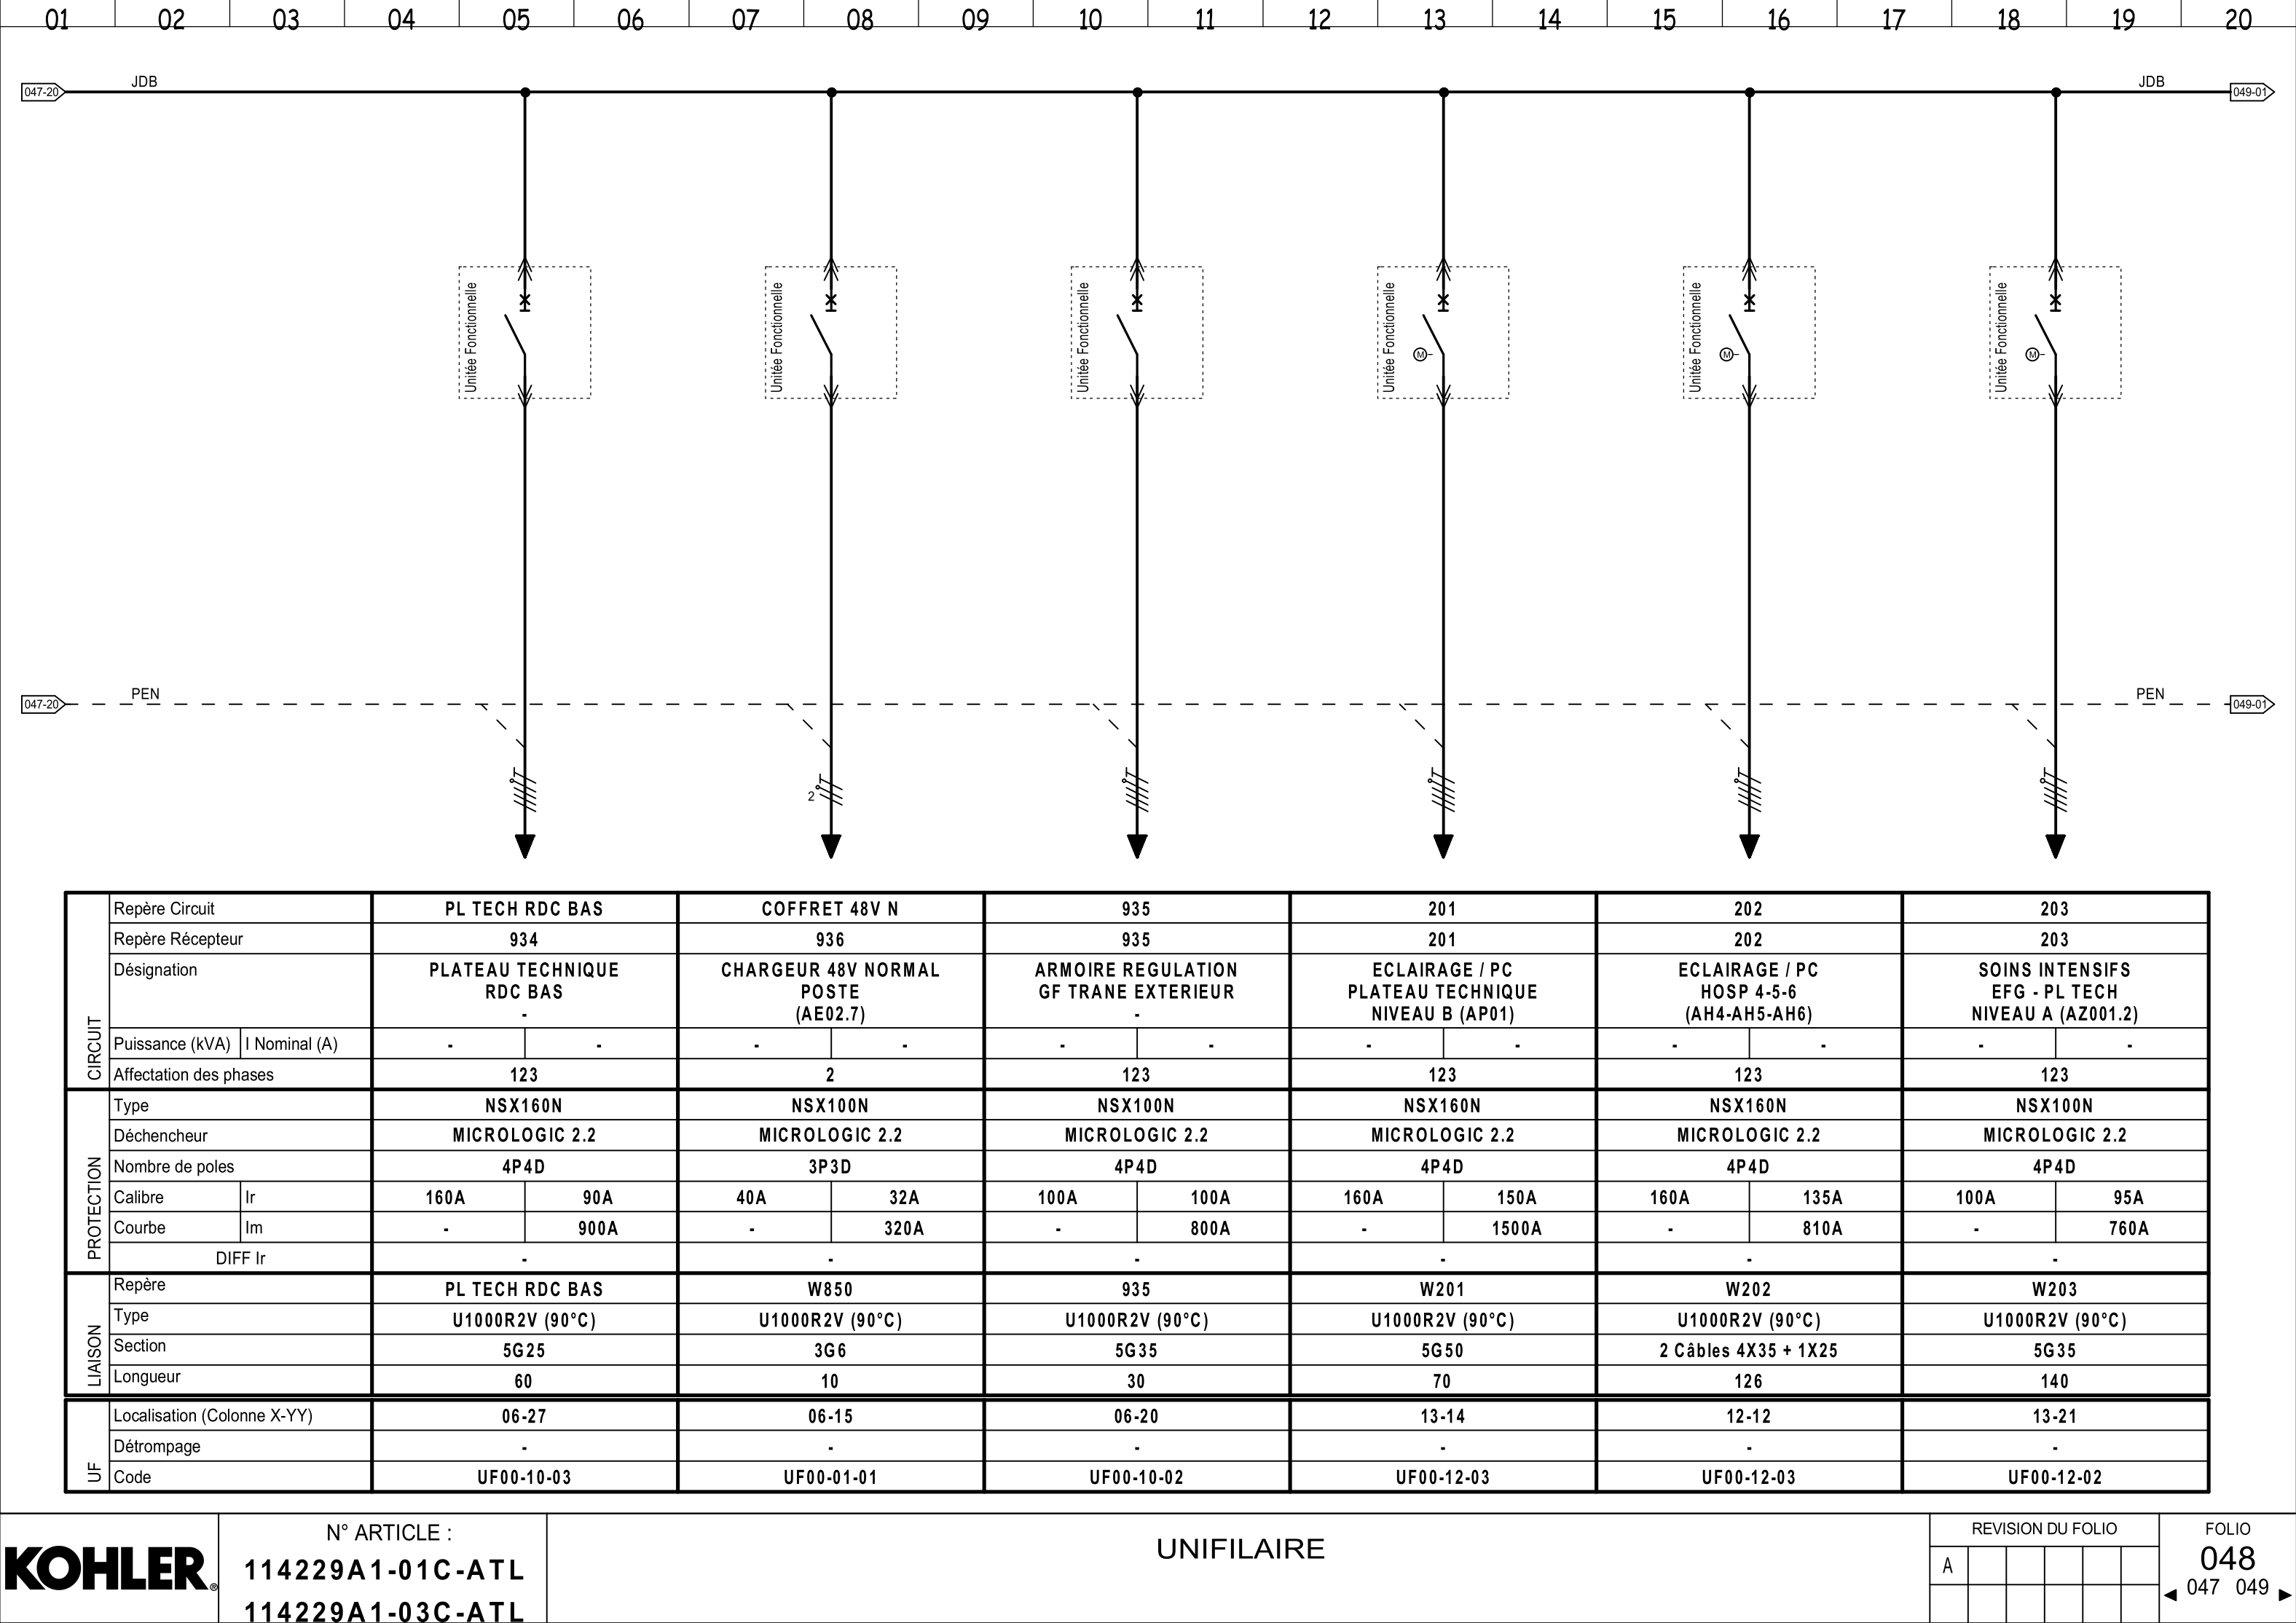 01 02 03 04 05 06 07 08 09 10 11 12 13 14 15 16 17 18 19 20
JDB JDB
047-20 049-01
Unitée Fonctionnelle Unitée Fonctionnelle Unitée Fonctionnelle Unitée Fonctionnelle Unitée Fonctionnelle Unitée Fonctionnelle
M M M
PEN PEN
047-20 049-01
2
CIRCUIT
Repère Circuit PL TECH RDC BAS COFFRET 48V N 935 201 202 203
Repère Récepteur 934 936 935 201 202 203
Désignation PLATEAU TECHNIQUE CHARGEUR 48V NORMAL ARMOIRE REGULATION ECLAIRAGE / PC ECLAIRAGE / PC SOINS INTENSIFS
RDC BAS POSTE GF TRANE EXTERIEUR PLATEAU TECHNIQUE HOSP 4-5-6 EFG - PL TECH
- (AE02.7) - NIVEAU B (AP01) (AH4-AH5-AH6) NIVEAU A (AZ001.2)
Puissance (kVA) I Nominal (A) - - - - - - - - - - - -
Affectation des phases 123 2 123 123 123 123
PROTECTION
Type NSX160N NSX100N NSX100N NSX160N NSX160N NSX100N
Déchencheur MICROLOGIC 2.2 MICROLOGIC 2.2 MICROLOGIC 2.2 MICROLOGIC 2.2 MICROLOGIC 2.2 MICROLOGIC 2.2
Nombre de poles 4P4D 3P3D 4P4D 4P4D 4P4D 4P4D
Calibre Ir 160A 90A 40A 32A 100A 100A 160A 150A 160A 135A 100A 95A
Courbe Im - 900A - 320A - 800A - 1500A - 810A - 760A
DIFF Ir - - - - - -
LIAISON
Repère PL TECH RDC BAS W850 935 W201 W202 W203
Type U1000R2V (90°C) U1000R2V (90°C) U1000R2V (90°C) U1000R2V (90°C) U1000R2V (90°C) U1000R2V (90°C)
Section 5G25 3G6 5G35 5G50 2 Câbles 4X35 + 1X25 5G35
Longueur 60 10 30 70 126 140
UF
Localisation (Colonne X-YY) 06-27 06-15 06-20 13-14 12-12 13-21
Détrompage - - - - - -
Code UF00-10-03 UF00-01-01 UF00-10-02 UF00-12-03 UF00-12-03 UF00-12-02
KOHLER®
N° ARTICLE :
114229A1-01C-ATL
114229A1-03C-ATL
UNIFILAIRE
REVISION DU FOLIO
A
FOLIO
048
047 049